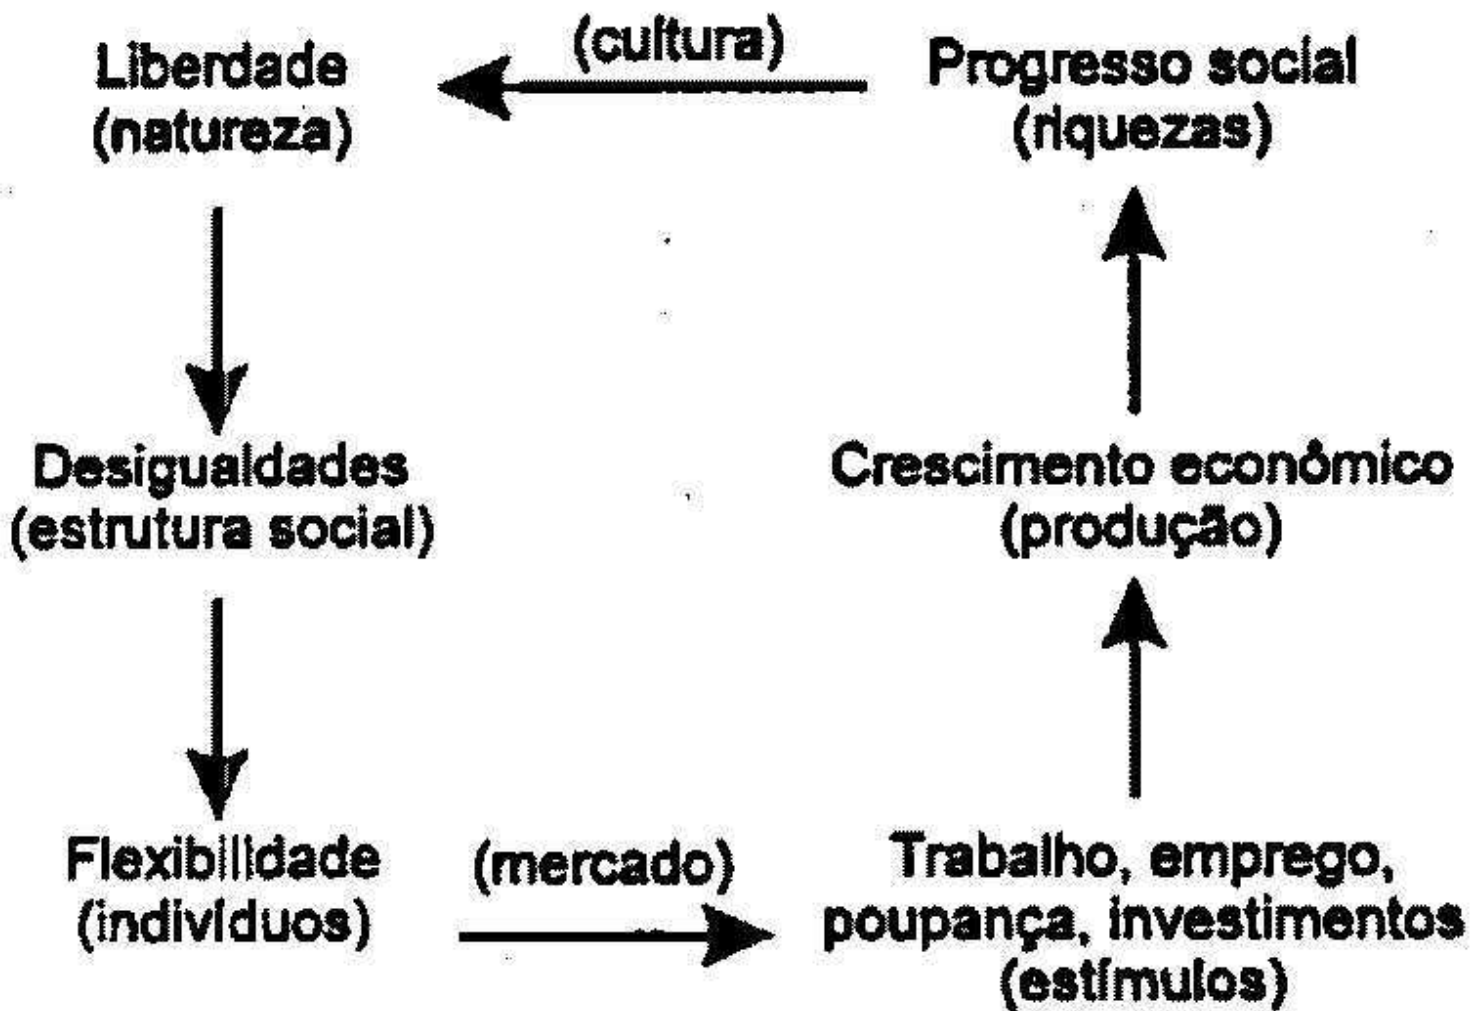 Liberdade
(natureza)
(cultura)
Progresso social
(riquezas)
Desigualdades
(estrutura social)
Crescimento econômico
(produção)
Flexibilidade
(indivíduos)
(mercado)
Trabalho, emprego,
poupança, investimentos
(estímulos)